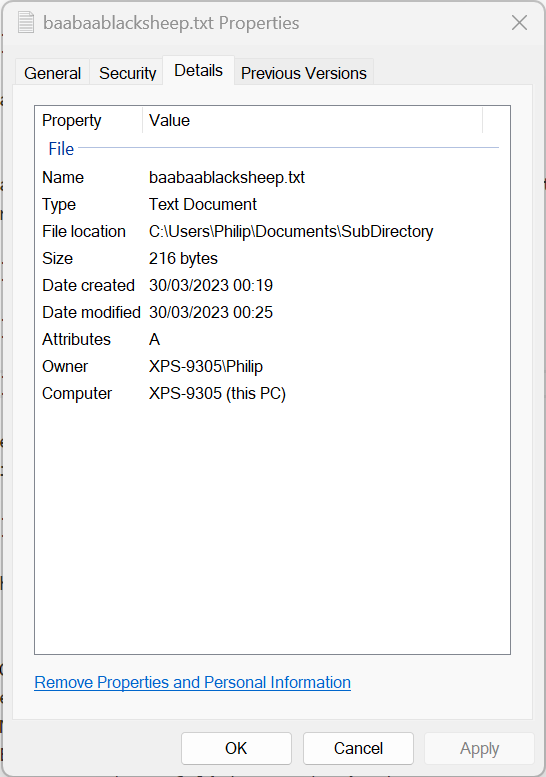 baabaablacksheep.txt Properties
General Security Details Previous Versions
Property Value
File
Name baabaablacksheep.txt
Type Text Document
File location C:\Users\Philip\Documents\SubDirectory
Size 216 bytes
Date created 30/03/2023 00:19
Date modified 30/03/2023 00:25
Attributes A
Owner XPS-9305\Philip
Computer XPS-9305 (this PC)
Remove Properties and Personal Information
OK Cancel Apply